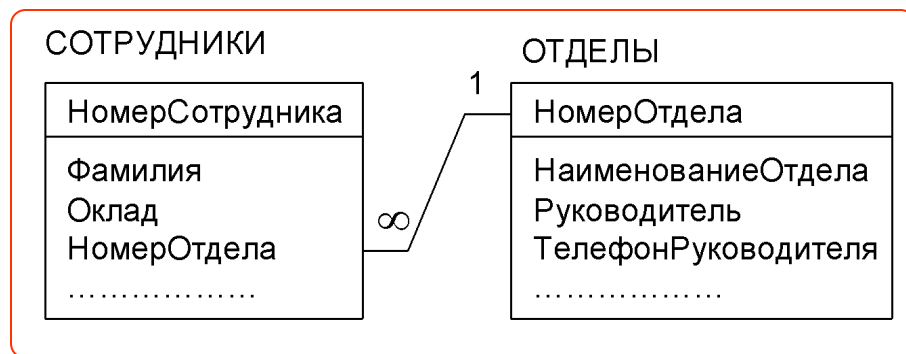 СОТРУДНИКИ
НомерСотрудника
Фамилия
Оклад
НомерОтдела
………………
∞
1
ОТДЕЛЫ
НомерОтдела
НаименованиеОтдела
Руководитель
ТелефонРуководителя
………………